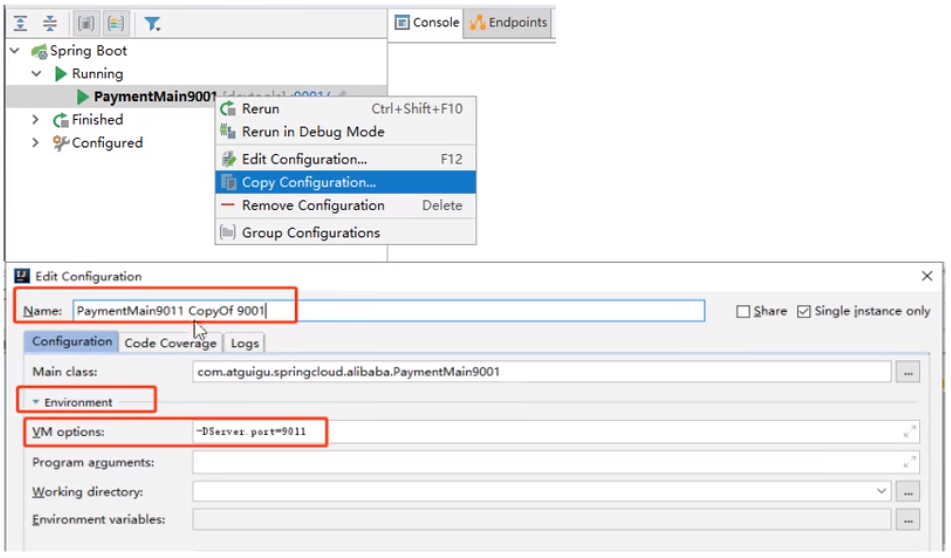 Console Endpoints
Spring Boot
Running
PaymentMain9001 [devtools] :9001/
Finished
Configured
Rerun Ctrl+Shift+F10
Rerun in Debug Mode
Edit Configuration... F12
Copy Configuration...
Remove Configuration Delete
Group Configurations
Edit Configuration
Name: PaymentMain9011 CopyOf 9001 Share Single instance only
Configuration Code Coverage Logs
Main class: com.atguigu.springcloud.alibaba.PaymentMain9001 ...
Environment
VM options: -DServer.port=9011
Program arguments:
Working directory: ...
Environment variables: ...